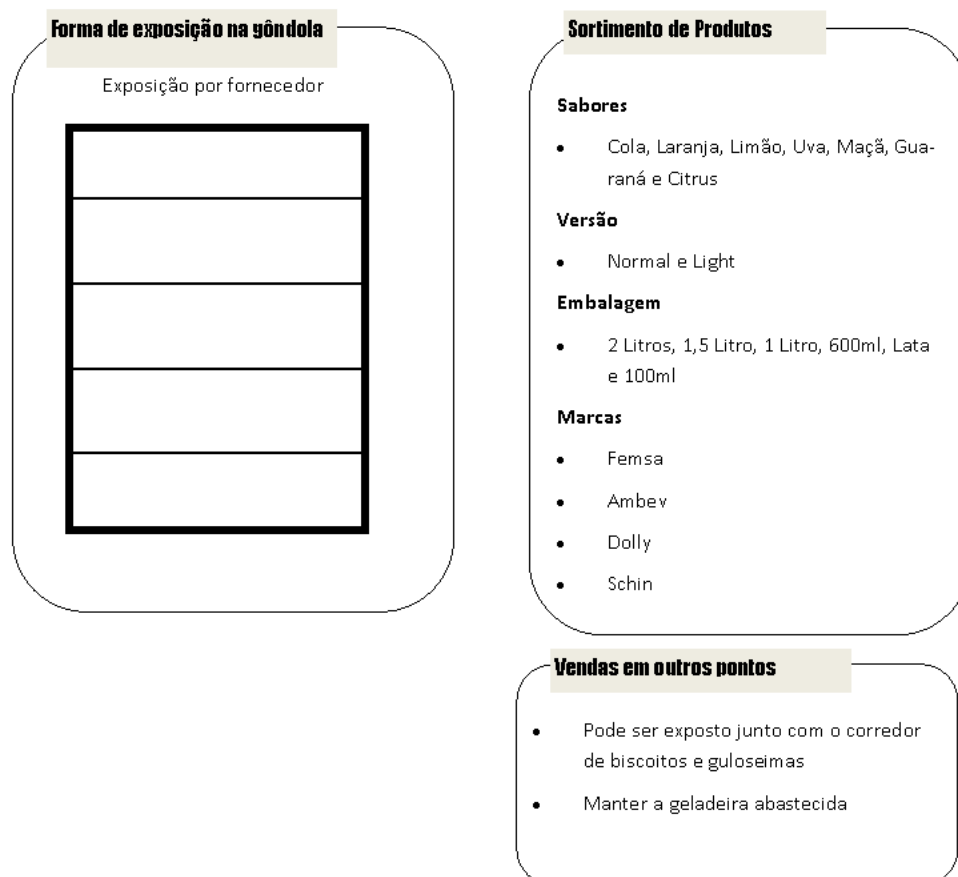 Forma de exposição na gôndola
Exposição por fornecedor
Sortimento de Produtos
Sabores
• Cola, Laranja, Limão, Uva, Maçã, Gua-
raná e Citrus
Versão
• Normal e Light
Embalagem
• 2 Litros, 1,5 Litro, 1 Litro, 600ml, Lata
e 100ml
Marcas
• Femsa
• Ambev
• Dolly
• Schin
Vendas em outros pontos
• Pode ser exposto junto com o corredor
de biscoitos e guloseimas
• Manter a geladeira abastecida